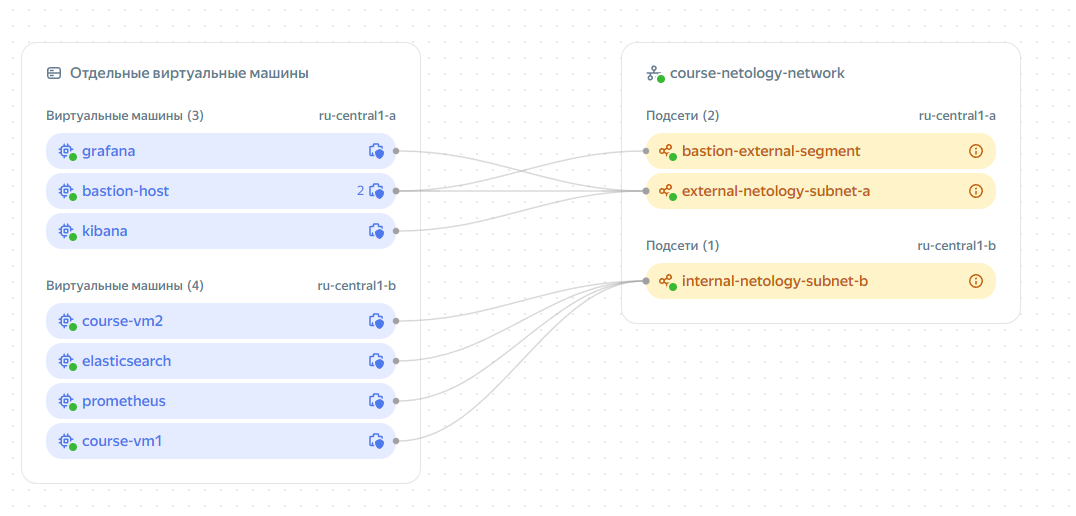 Отдельные виртуальные машины
Виртуальные машины (3) ru-central1-a
grafana
bastion-host 2
kibana
Виртуальные машины (4) ru-central1-b
course-vm2
elasticsearch
prometheus
course-vm1
course-netology-network
Подсети (2) ru-central1-a
bastion-external-segment
external-netology-subnet-a
Подсети (1) ru-central1-b
internal-netology-subnet-b